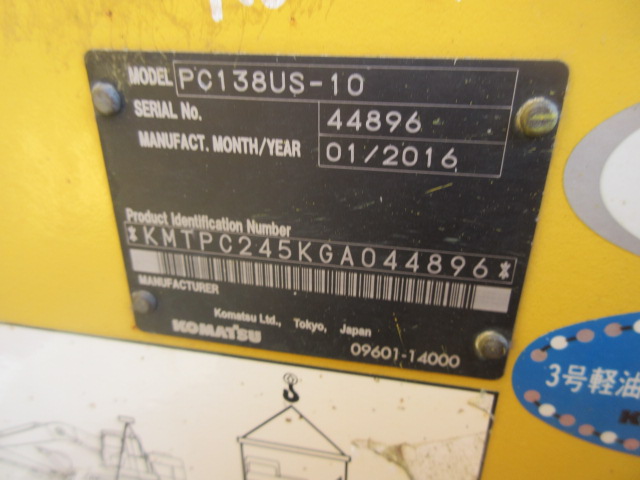 MODEL PC138US-10
SERIAL No. 44896
MANUFACT. MONTH/YEAR 01/2016
Product Identification Number
*KMTPC245KGA044896*
MANUFACTURER
Komatsu Ltd., Tokyo, Japan
KOMATSU 09601-14000
3号軽油